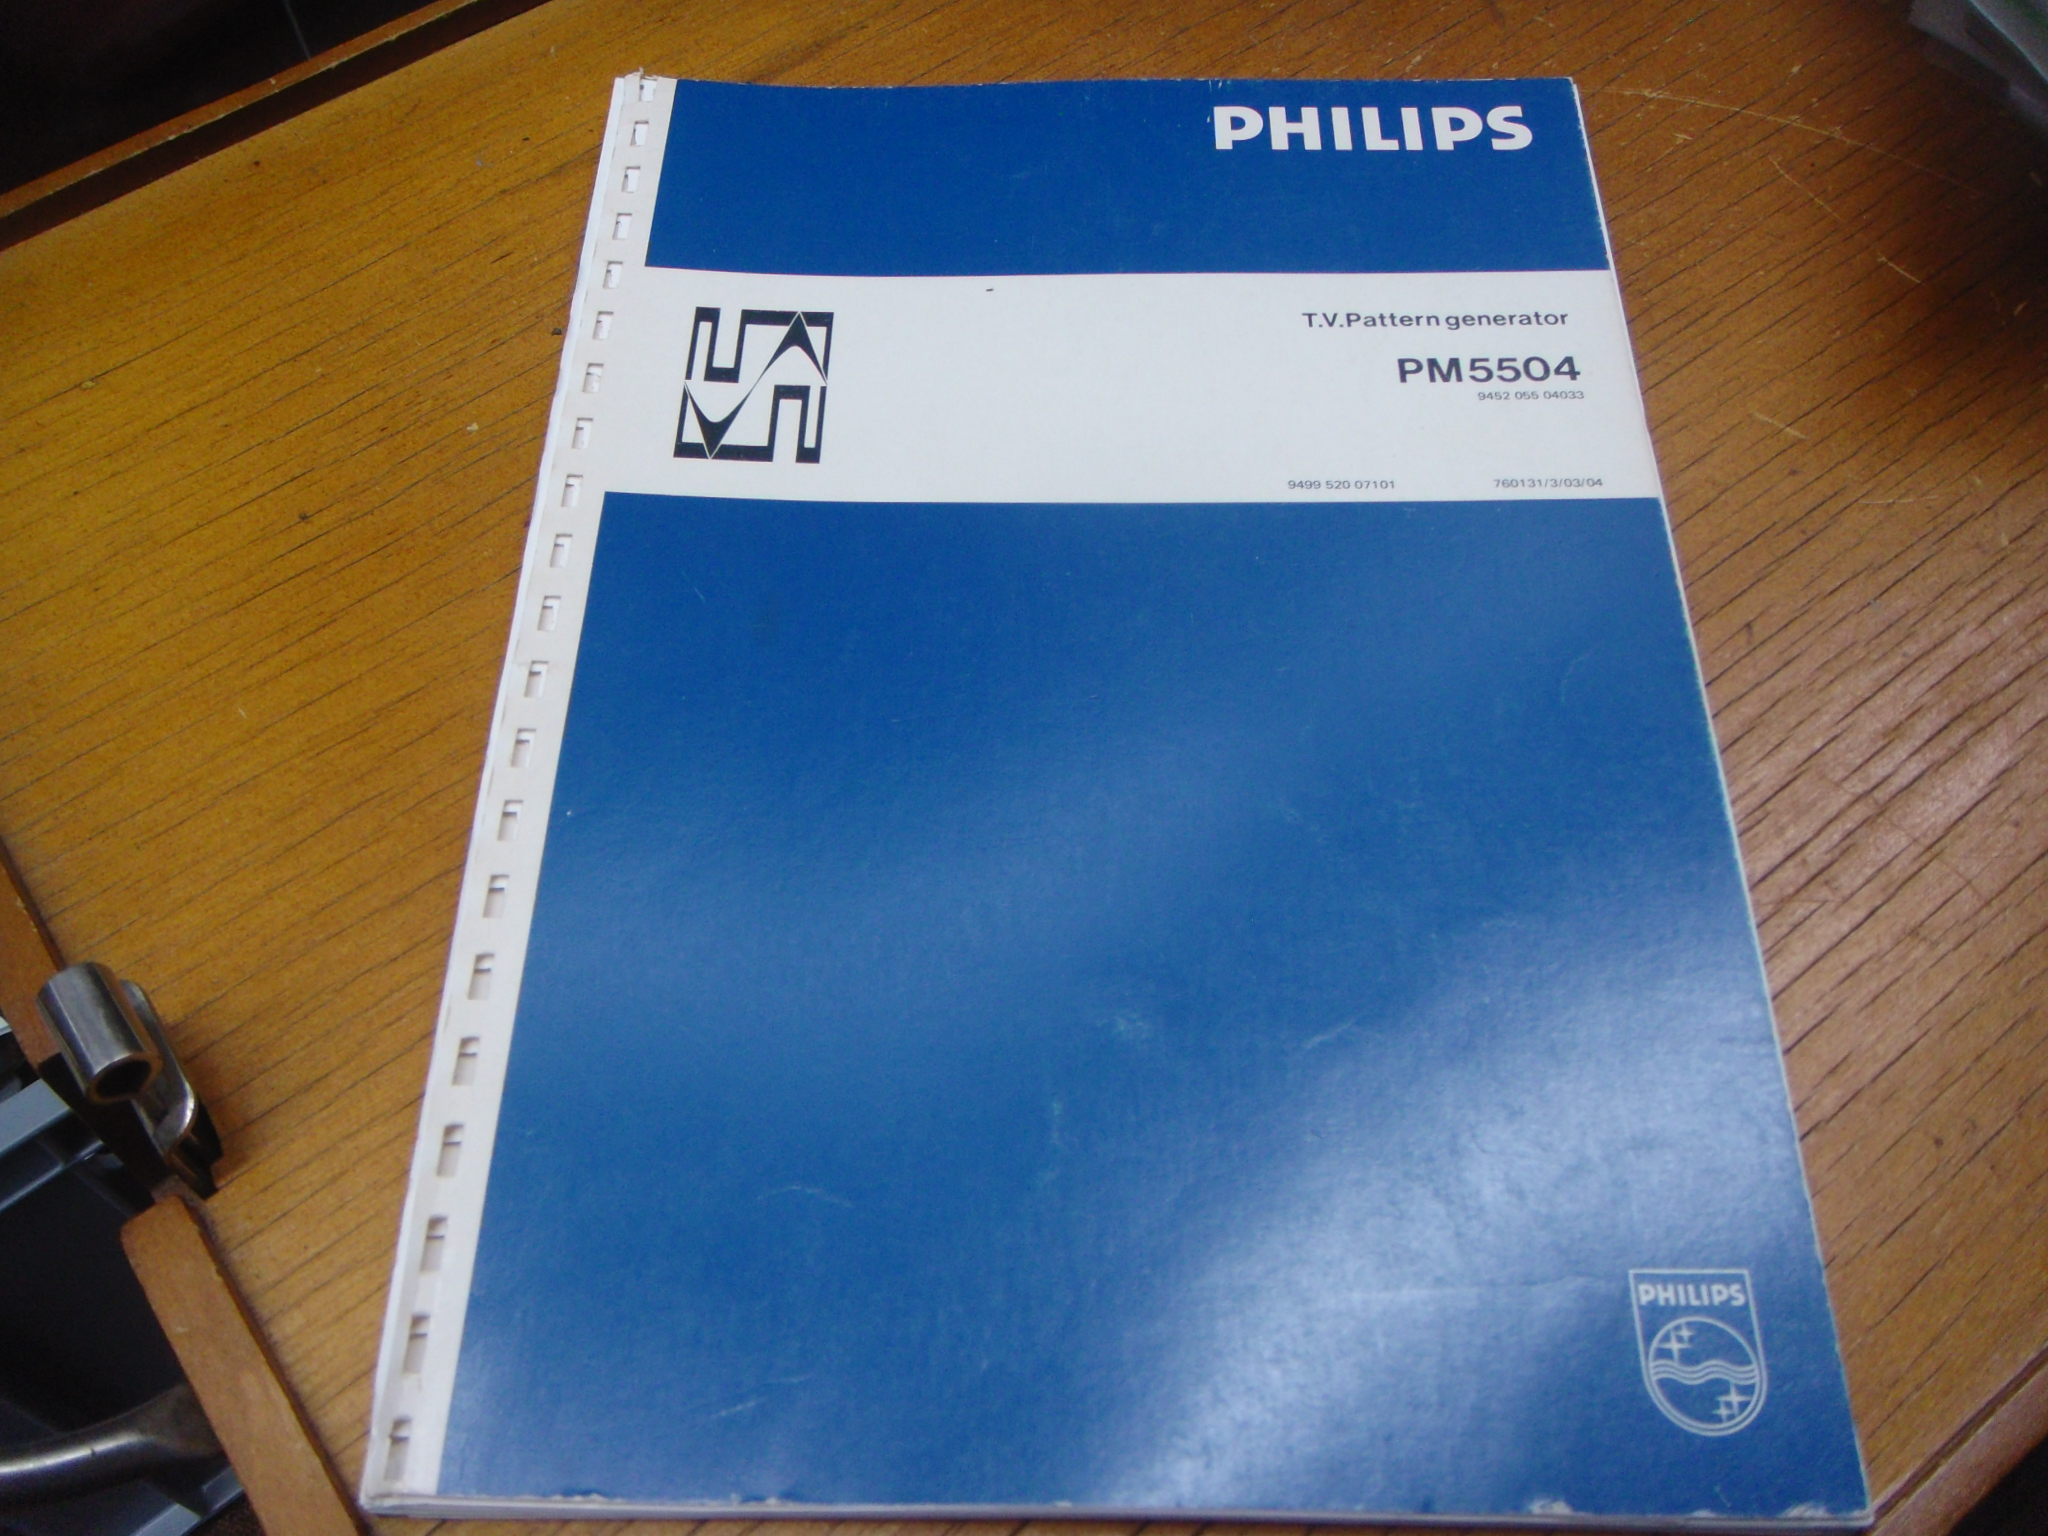 PHILIPS
T.V. Pattern generator
PM5504
9452 055 04033
9499 520 07101 760131/3/03/04
PHILIPS